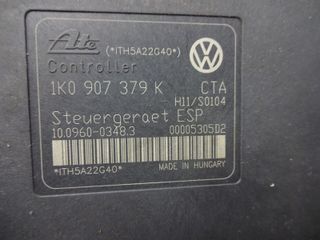 Ate *ITH5A22G40*
Controller
1K0 907 379 K CTA
H11/S0104
Steuergeraet ESP
10.0960-0348.3 00005305D2
*ITH5A22G40* MADE IN HUNGARY